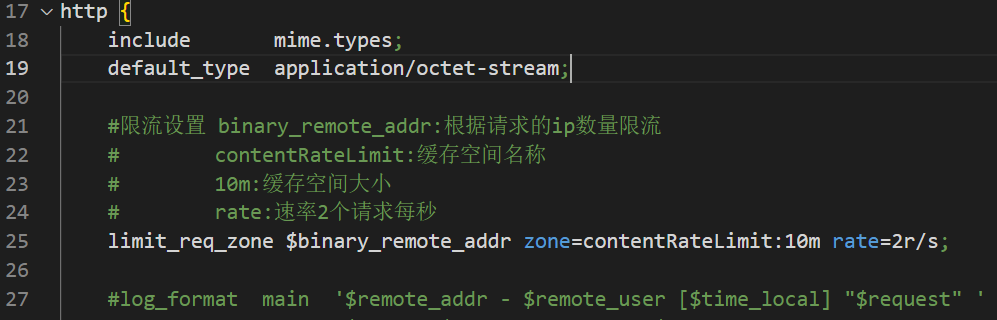 17 http {
18 include mime.types;
19 default_type application/octet-stream;
20
21 #限流设置 binary_remote_addr:根据请求的ip数量限流
22 # contentRateLimit:缓存空间名称
23 # 10m:缓存空间大小
24 # rate:速率2个请求每秒
25 limit_req_zone $binary_remote_addr zone=contentRateLimit:10m rate=2r/s;
26
27 #log_format main '$remote_addr - $remote_user [$time_local] "$request" '